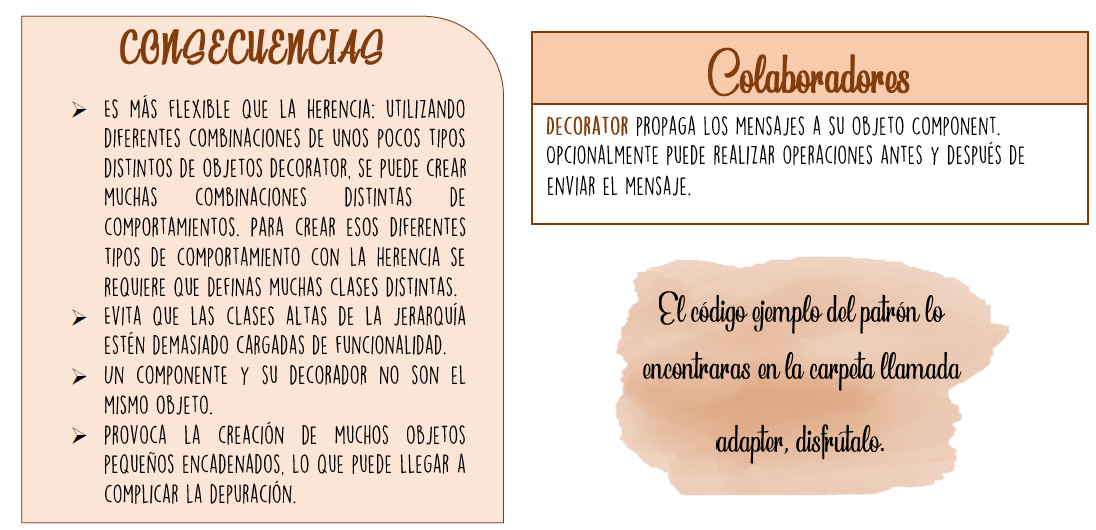 CONSECUENCIAS
ES MÁS FLEXIBLE QUE LA HERENCIA: UTILIZANDO
DIFERENTES COMBINACIONES DE UNOS POCOS TIPOS
DISTINTOS DE OBJETOS DECORATOR, SE PUEDE CREAR
MUCHAS COMBINACIONES DISTINTAS DE
COMPORTAMIENTOS. PARA CREAR ESOS DIFERENTES
TIPOS DE COMPORTAMIENTO CON LA HERENCIA SE
REQUIERE QUE DEFINAS MUCHAS CLASES DISTINTAS.
EVITA QUE LAS CLASES ALTAS DE LA JERARQUÍA
ESTÉN DEMASIADO CARGADAS DE FUNCIONALIDAD.
UN COMPONENTE Y SU DECORADOR NO SON EL
MISMO OBJETO.
PROVOCA LA CREACIÓN DE MUCHOS OBJETOS
PEQUEÑOS ENCADENADOS, LO QUE PUEDE LLEGAR A
COMPLICAR LA DEPURACIÓN.
Colaboradores
DECORATOR PROPAGA LOS MENSAJES A SU OBJETO COMPONENT.
OPCIONALMENTE PUEDE REALIZAR OPERACIONES ANTES Y DESPUÉS DE
ENVIAR EL MENSAJE.
El código ejemplo del patrón lo
encontraras en la carpeta llamada
adapter, disfrútalo.